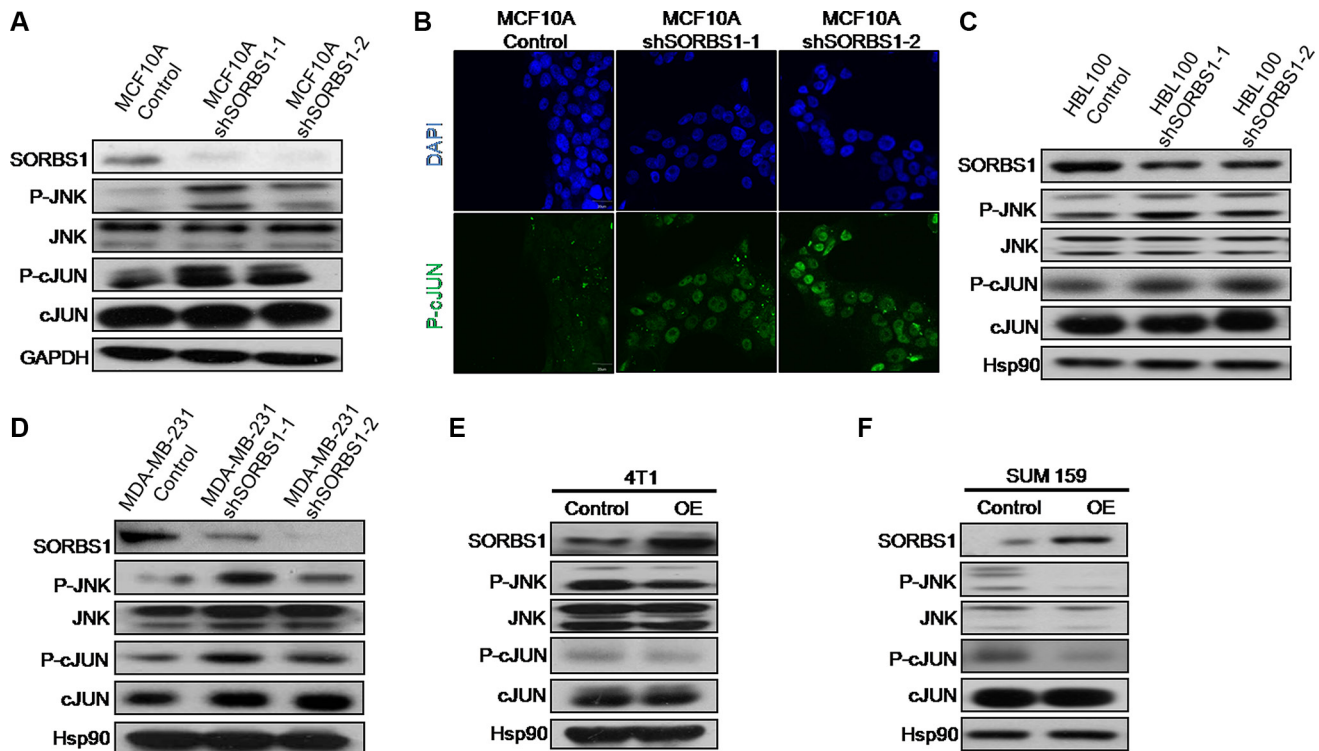 A
MCF10A
Control
MCF10A
shSORBS1-1
MCF10A
shSORBS1-2
SORBS1
P-JNK
JNK
P-cJUN
cJUN
GAPDH
B
MCF10A
Control
MCF10A
shSORBS1-1
MCF10A
shSORBS1-2
DAPI
P-cJUN
C
HBL100
Control
HBL100
shSORBS1-1
HBL100
shSORBS1-2
SORBS1
P-JNK
JNK
P-cJUN
cJUN
Hsp90
D
MDA-MB-231
Control
MDA-MB-231
shSORBS1-1
MDA-MB-231
shSORBS1-2
SORBS1
P-JNK
JNK
P-cJUN
cJUN
Hsp90
E
4T1
Control OE
SORBS1
P-JNK
JNK
P-cJUN
cJUN
Hsp90
F
SUM 159
Control OE
SORBS1
P-JNK
JNK
P-cJUN
cJUN
Hsp90